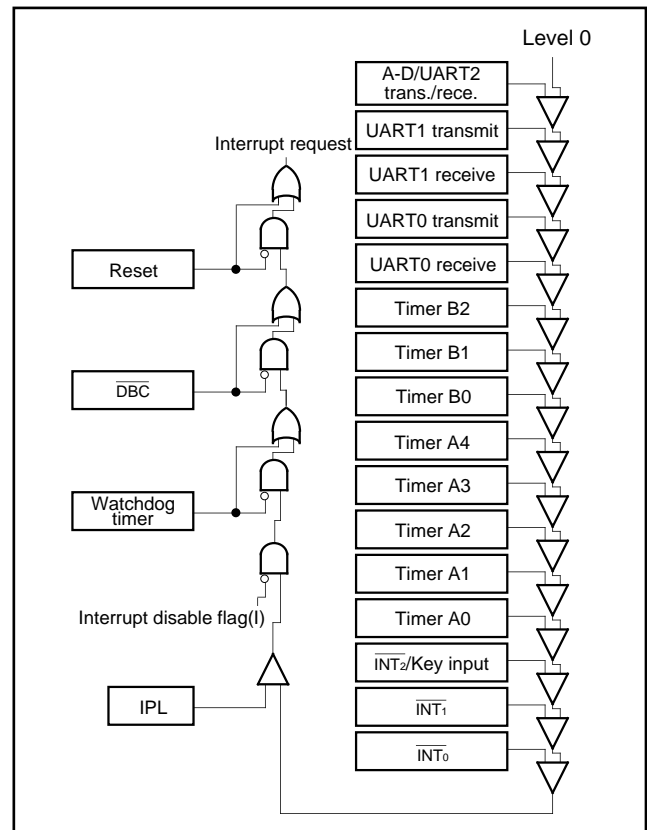 Level 0
A-D/UART2
trans./rece.
UART1 transmit
Interrupt request
UART1 receive
UART0 transmit
Reset
UART0 receive
Timer B2
Timer B1
DBC
Timer B0
Timer A4
Timer A3
Watchdog
timer
Timer A2
Timer A1
Interrupt disable flag(I)
Timer A0
INT2/Key input
IPL
INT1
INT0